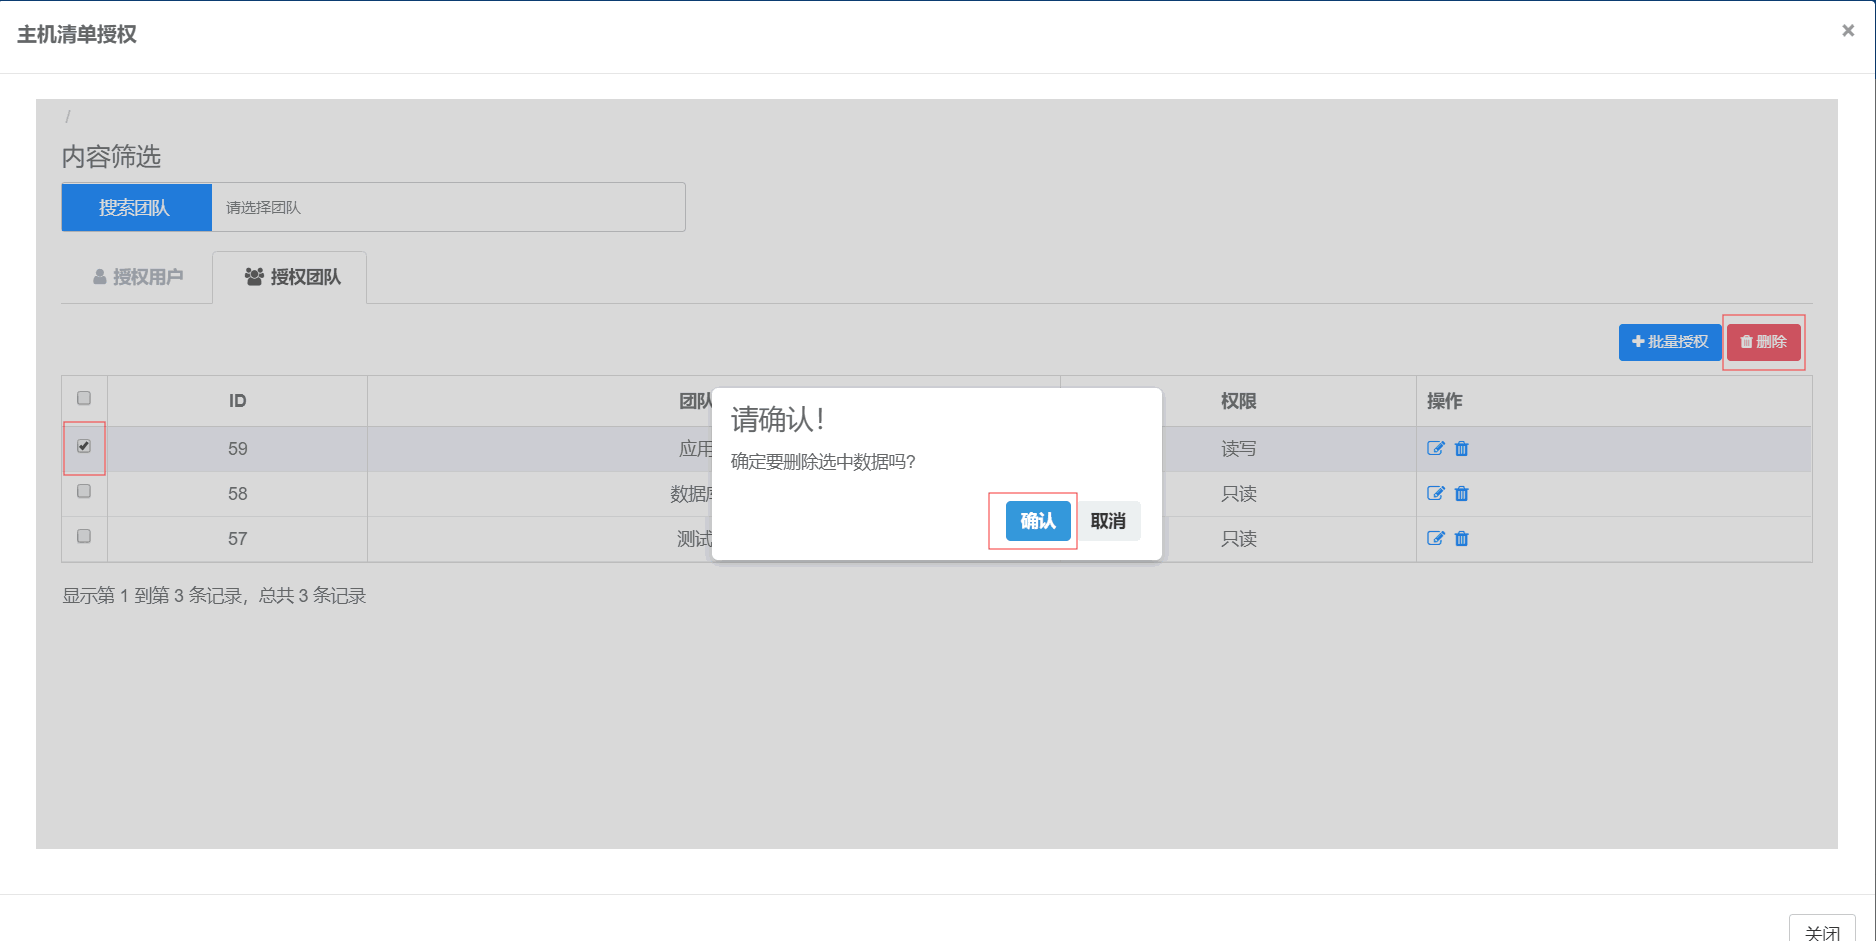 主机清单授权 ×
/
内容筛选
搜索团队 请选择团队
授权用户 授权团队
批量授权 删除
ID 团队 权限 操作
59 应用 读写
58 数据库 只读
57 测试 只读
请确认！
确定要删除选中数据吗?
确认 取消
显示第 1 到第 3 条记录，总共 3 条记录
关闭